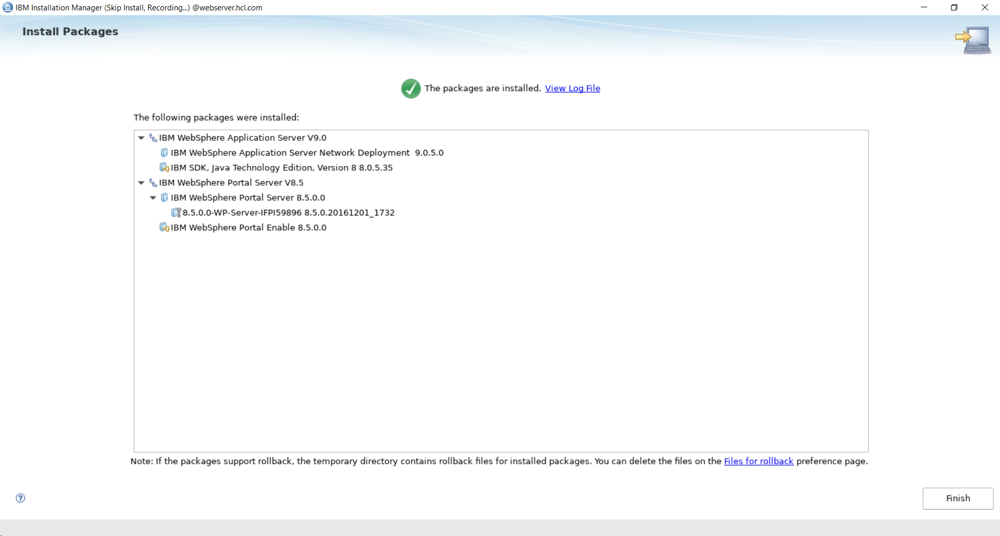 IBM Installation Manager (Skip Install, Recording...) @webserver.hcl.com
Install Packages
The packages are installed. View Log File
The following packages were installed:
IBM WebSphere Application Server V9.0
IBM WebSphere Application Server Network Deployment  9.0.5.0
IBM SDK, Java Technology Edition, Version 8 8.0.5.35
IBM WebSphere Portal Server V8.5
IBM WebSphere Portal Server 8.5.0.0
8.5.0.0-WP-Server-IFPI59896 8.5.0.20161201_1732
IBM WebSphere Portal Enable 8.5.0.0
Note: If the packages support rollback, the temporary directory contains rollback files for installed packages. You can delete the files on the Files for rollback preference page.
?
Finish